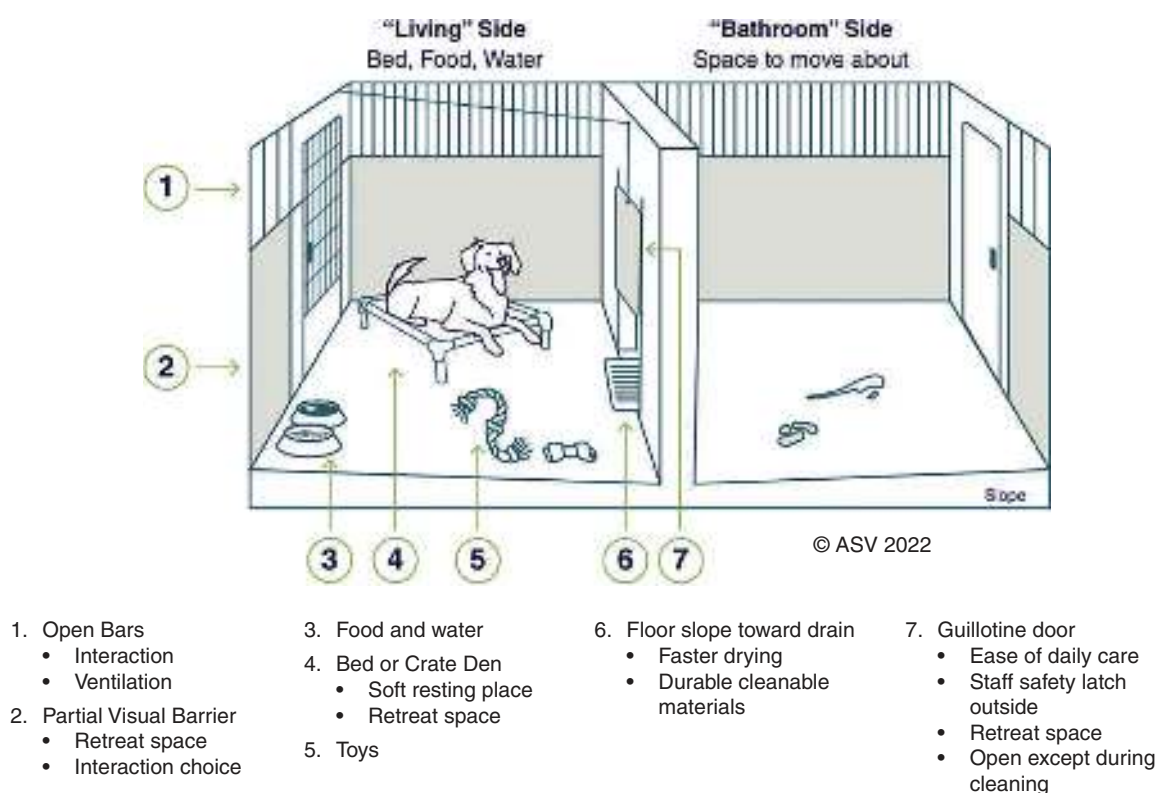 “Living” Side
Bed, Food, Water
“Bathroom” Side
Space to move about
1
2
3
4
5
6
7
Slope
© ASV 2022
1. Open Bars
• Interaction
• Ventilation
2. Partial Visual Barrier
• Retreat space
• Interaction choice
3. Food and water
4. Bed or Crate Den
• Soft resting place
• Retreat space
5. Toys
6. Floor slope toward drain
• Faster drying
• Durable cleanable
materials
7. Guillotine door
• Ease of daily care
• Staff safety latch
outside
• Retreat space
• Open except during
cleaning